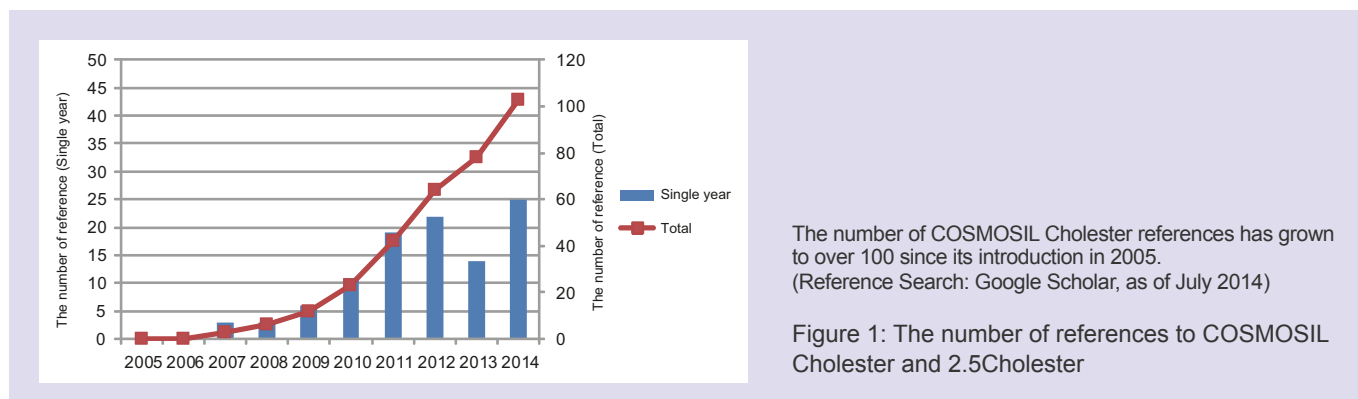 The number of reference (Single year)
50
45
40
35
30
25
20
15
10
5
0
120
100
80
60
40
20
0
The number of reference (Total)
2005 2006 2007 2008 2009 2010 2011 2012 2013 2014
Single year
Total
The number of COSMOSIL Cholester references has grown
to over 100 since its introduction in 2005.
(Reference Search: Google Scholar, as of July 2014)
Figure 1: The number of references to COSMOSIL
Cholester and 2.5Cholester